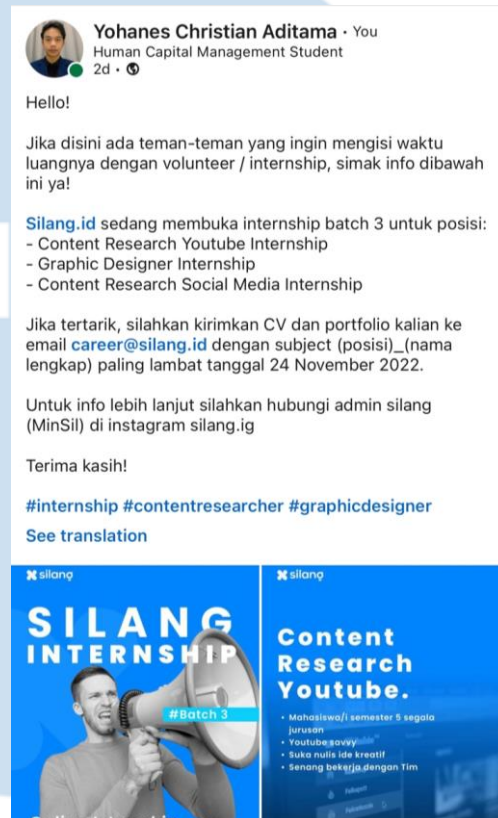 Yohanes Christian Aditama • You
Human Capital Management Student
2d •
Hello!
Jika disini ada teman-teman yang ingin mengisi waktu
luangnya dengan volunteer / internship, simak info dibawah
ini ya!
Silang.id sedang membuka internship batch 3 untuk posisi:
- Content Research Youtube Internship
- Graphic Designer Internship
- Content Research Social Media Internship
Jika tertarik, silahkan kirimkan CV dan portfolio kalian ke
email career@silang.id dengan subject (posisi)_(nama
lengkap) paling lambat tanggal 24 November 2022.
Untuk info lebih lanjut silahkan hubungi admin silang
(MinSil) di instagram silang.ig
Terima kasih!
#internship #contentresearcher #graphicdesigner
See translation
silang
SILANG
INTERNSHIP
#Batch 3
silang
Content
Research
Youtube.
• Mahasiswa/i semester 5 segala
jurusan
• Youtube savvy
• Suka nulis ide kreatif
• Senang bekerja dengan Tim